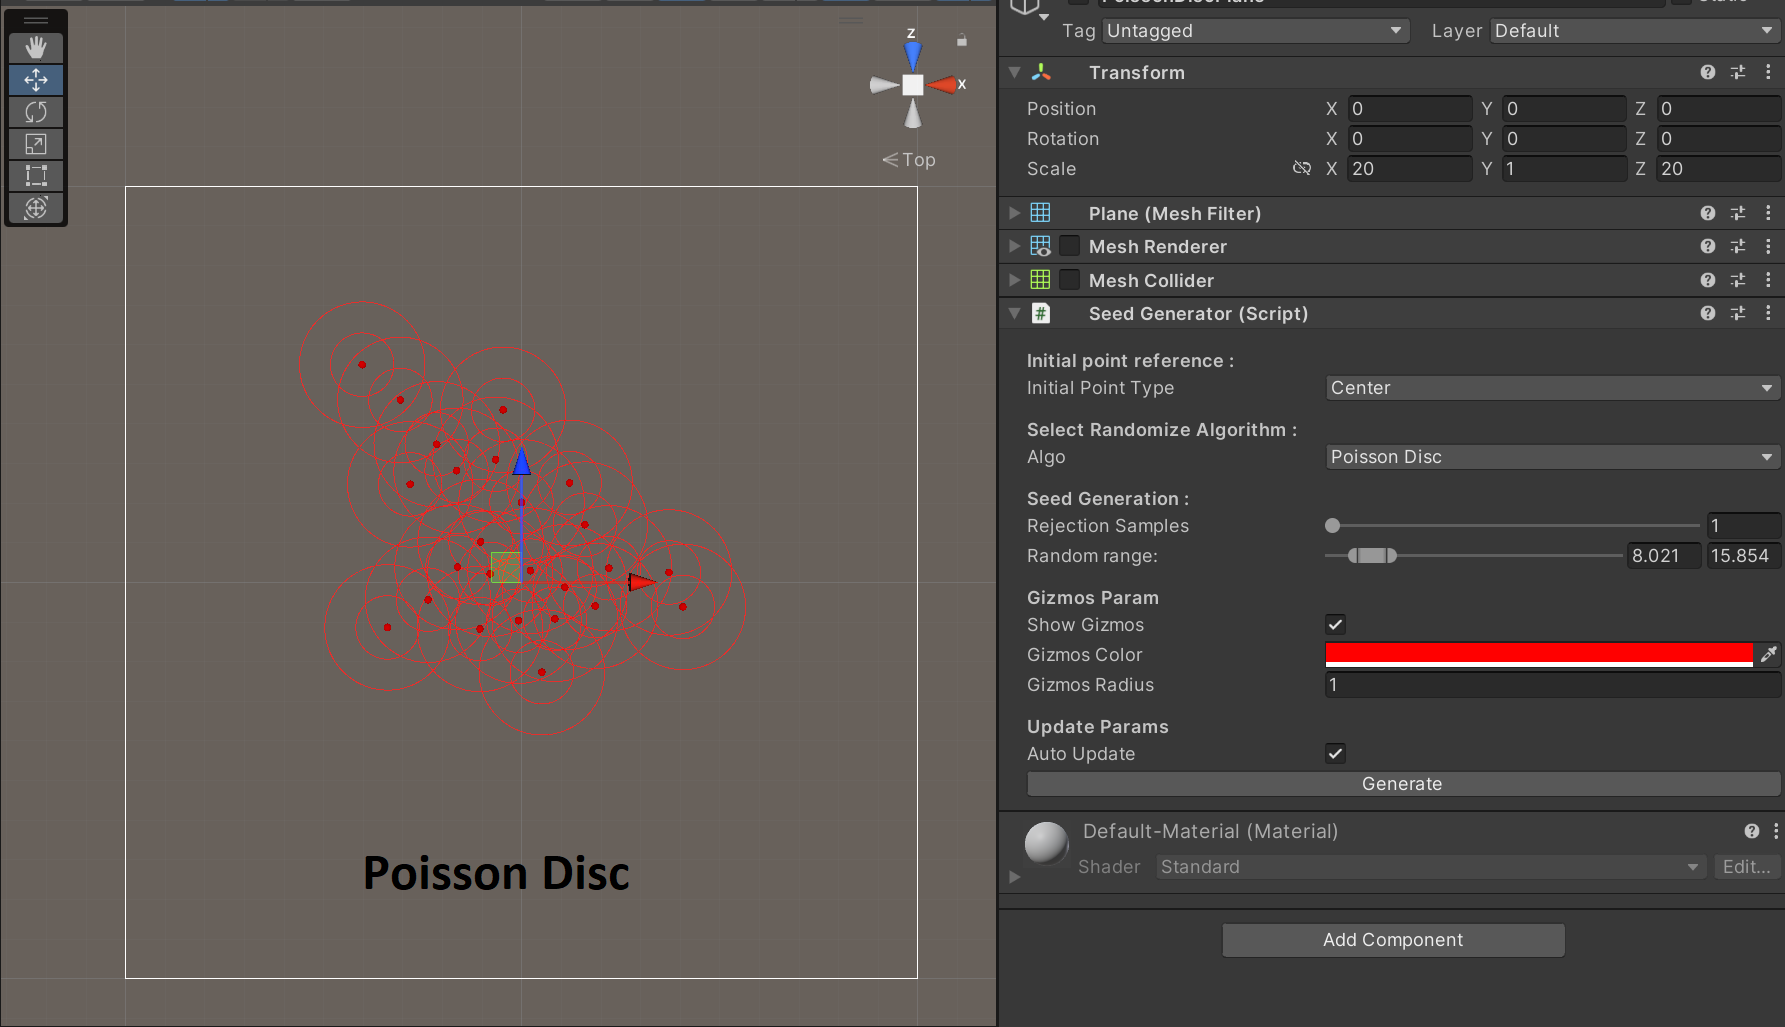 Z
X
Top
Poisson Disc
Tag Untagged Layer Default
Transform
Position X 0 Y 0 Z 0
Rotation X 0 Y 0 Z 0
Scale X 20 Y 1 Z 20
Plane (Mesh Filter)
Mesh Renderer
Mesh Collider
# Seed Generator (Script)
Initial point reference :
Initial Point Type Center
Select Randomize Algorithm :
Algo Poisson Disc
Seed Generation :
Rejection Samples 1
Random range: 8.021 15.854
Gizmos Param
Show Gizmos
Gizmos Color
Gizmos Radius 1
Update Params
Auto Update
Generate
Default-Material (Material)
Shader Standard Edit...
Add Component